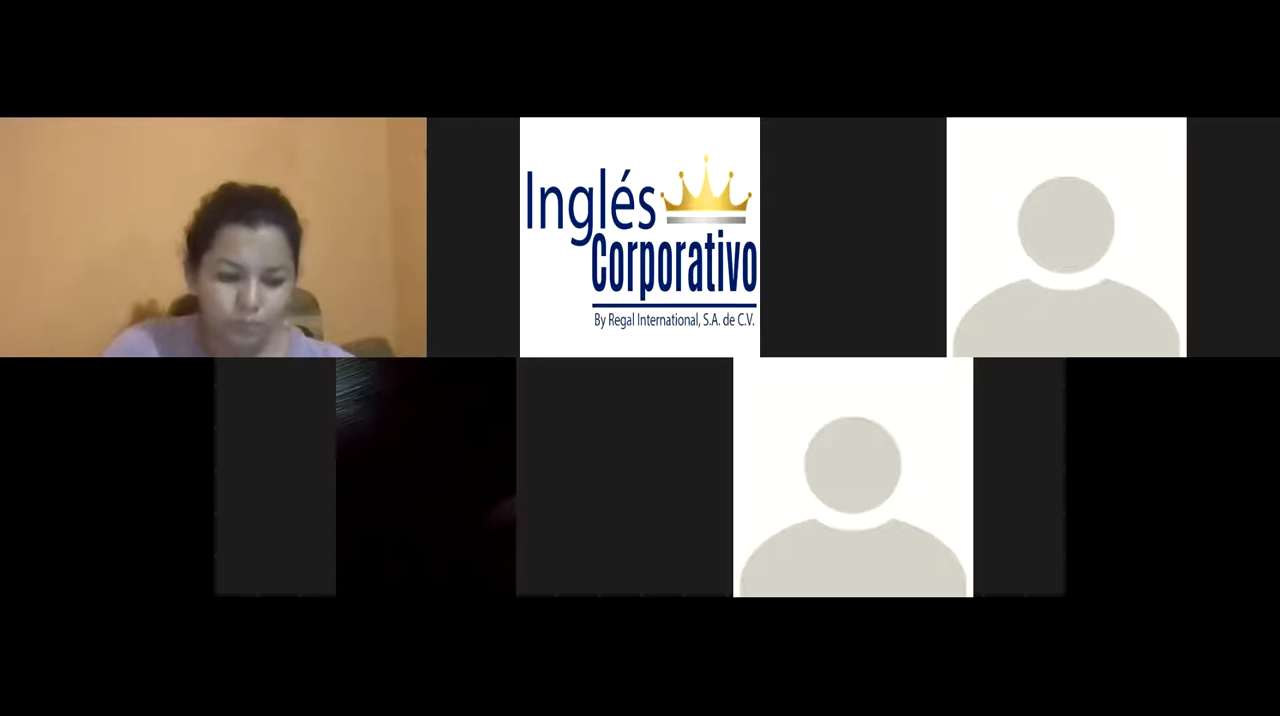 Inglés
Corporativo
By Regal International, S.A. de C.V.